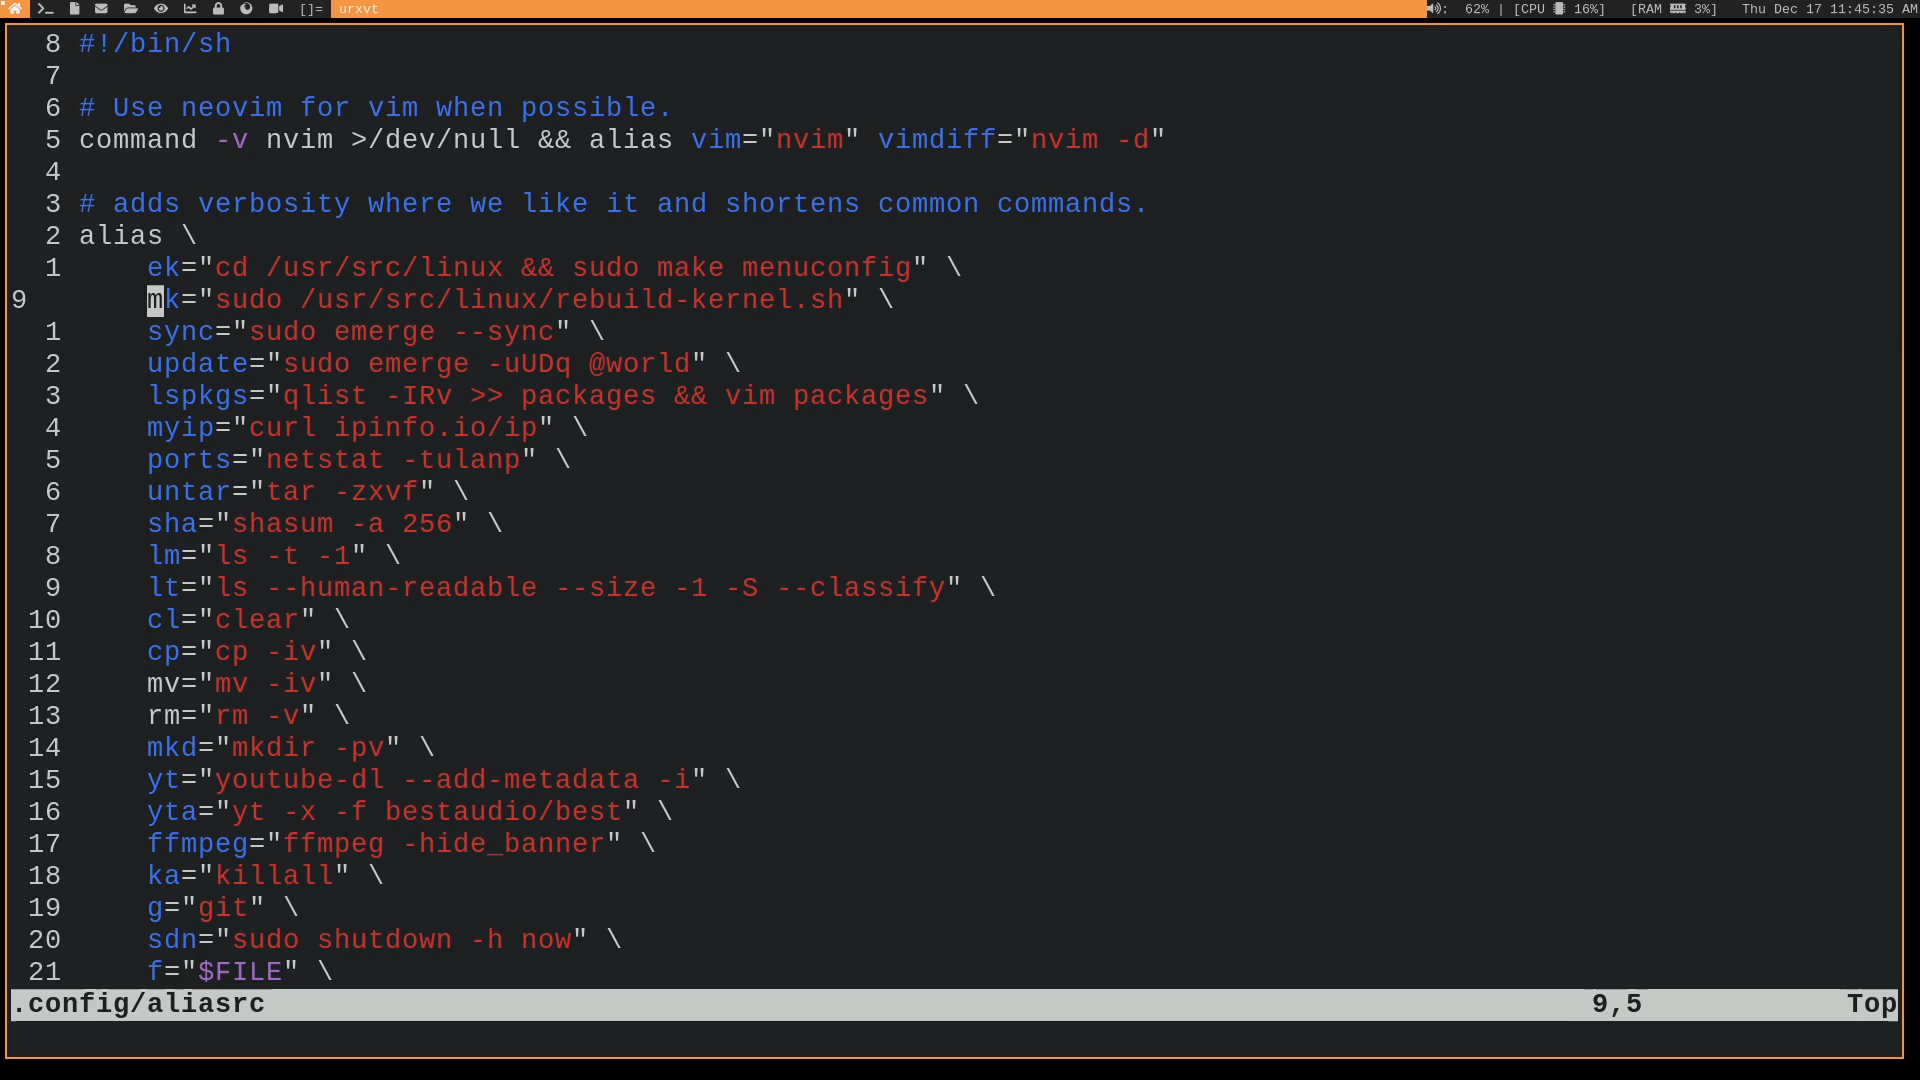 []= urxvt : 62% | [CPU 16%] [RAM 3%] Thu Dec 17 11:45:35 AM
8 #!/bin/sh
7
6 # Use neovim for vim when possible.
5 command -v nvim >/dev/null && alias vim="nvim" vimdiff="nvim -d"
4
3 # adds verbosity where we like it and shortens common commands.
2 alias \
1 ek="cd /usr/src/linux && sudo make menuconfig" \
9 mk="sudo /usr/src/linux/rebuild-kernel.sh" \
1 sync="sudo emerge --sync" \
2 update="sudo emerge -uUDq @world" \
3 lspkgs="qlist -IRv >> packages && vim packages" \
4 myip="curl ipinfo.io/ip" \
5 ports="netstat -tulanp" \
6 untar="tar -zxvf" \
7 sha="shasum -a 256" \
8 lm="ls -t -1" \
9 lt="ls --human-readable --size -1 -S --classify" \
10 cl="clear" \
11 cp="cp -iv" \
12 mv="mv -iv" \
13 rm="rm -v" \
14 mkd="mkdir -pv" \
15 yt="youtube-dl --add-metadata -i" \
16 yta="yt -x -f bestaudio/best" \
17 ffmpeg="ffmpeg -hide_banner" \
18 ka="killall" \
19 g="git" \
20 sdn="sudo shutdown -h now" \
21 f="$FILE" \
.config/aliasrc 9,5 Top